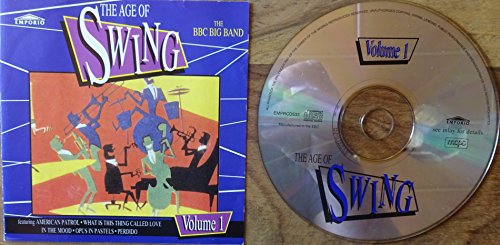 EMPORIO
THE AGE OF
SWING
THE
BBC BIG BAND
featuring AMERICAN PATROL • WHAT IS THIS THING CALLED LOVE
IN THE MOOD • OPUS IN PASTELS • PERDIDO
Volume 1
Volume 1
EMPORIO
see inlay for details
mcps
THE AGE OF
SWING